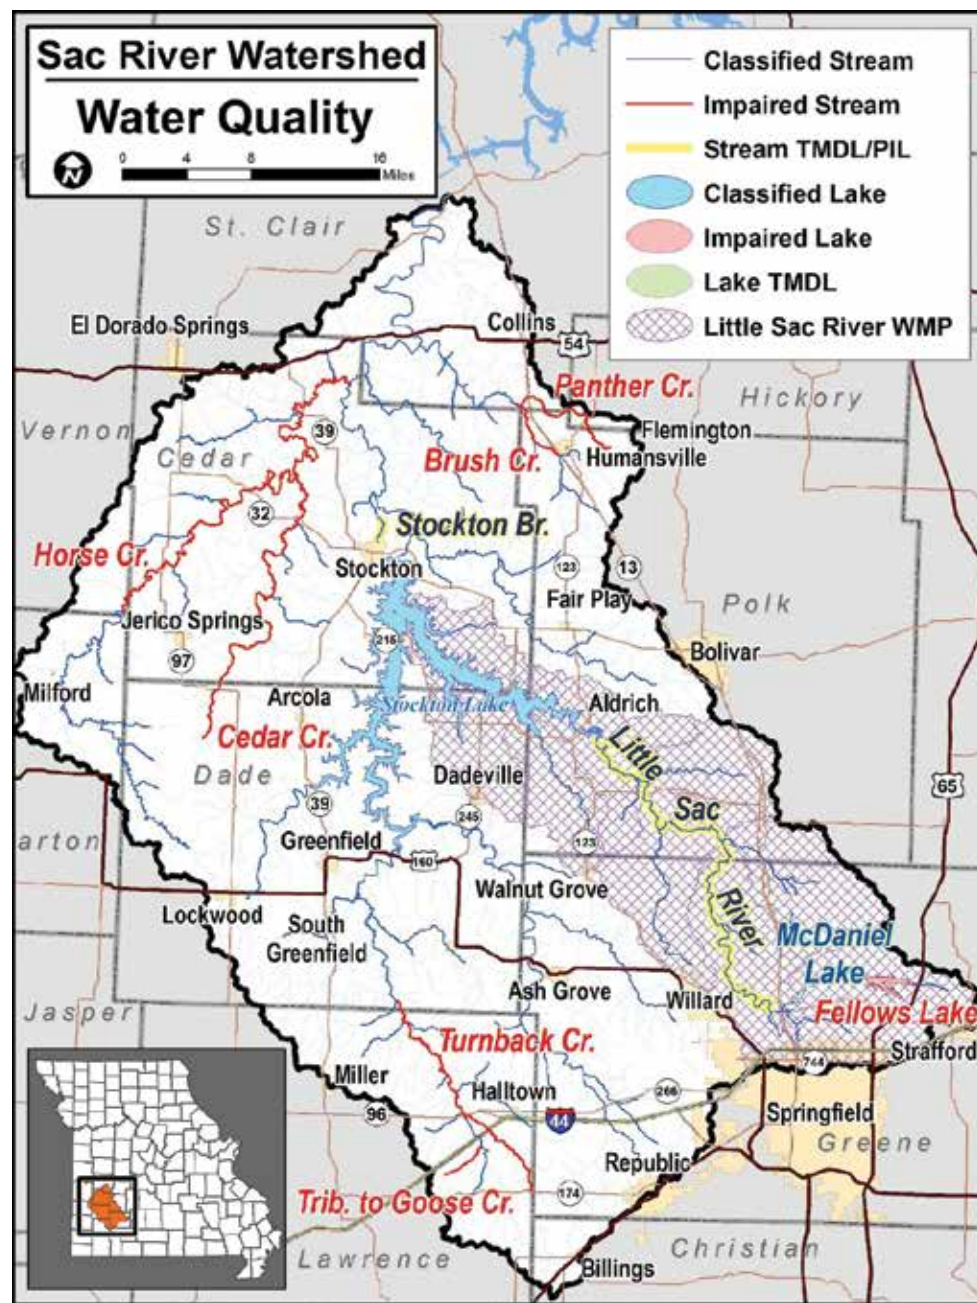 Sac River Watershed
Water Quality
N
0 4 8 16
Miles
Classified Stream
Impaired Stream
Stream TMDL/PIL
Classified Lake
Impaired Lake
Lake TMDL
Little Sac River WMP
St. Clair
El Dorado Springs
Collins
54
Panther Cr.
Hickory
Vernon
Cedar
39
Flemington
Brush Cr.
Humansville
32
Stockton Br.
Horse Cr.
Stockton
123
13
Fair Play
Polk
Jerico Springs
97
215
Bolivar
Milford
Arcola
Stockton Lake
Aldrich
Cedar Cr.
Little
Dade
Dadeville
Sac
65
39
245
123
arton
Greenfield
160
Walnut Grove
River
Lockwood
South
Greenfield
McDaniel
Lake
Ash Grove
Willard
Fellows Lake
Jasper
Turnback Cr.
Strafford
744
Miller
Halltown
266
96
44
Springfield
Greene
Republic
Trib. to Goose Cr.
174
Lawrence
Christian
Billings